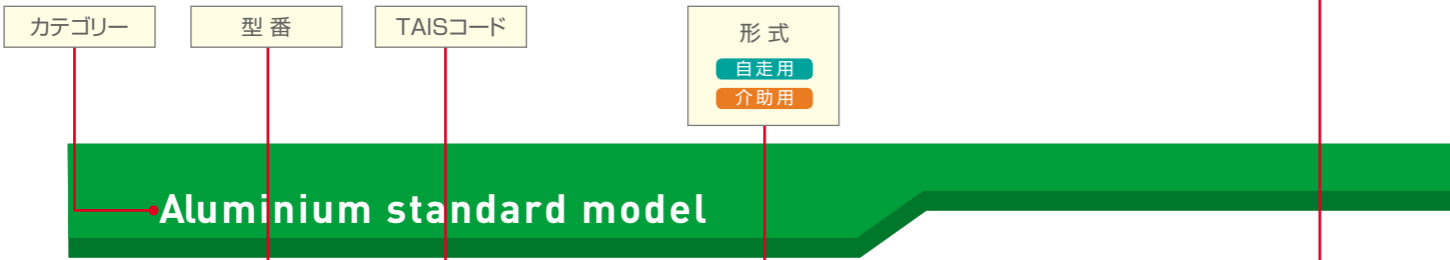 カテゴリー
型番
TAISコード
形式
自走用
介助用
Aluminium standard model